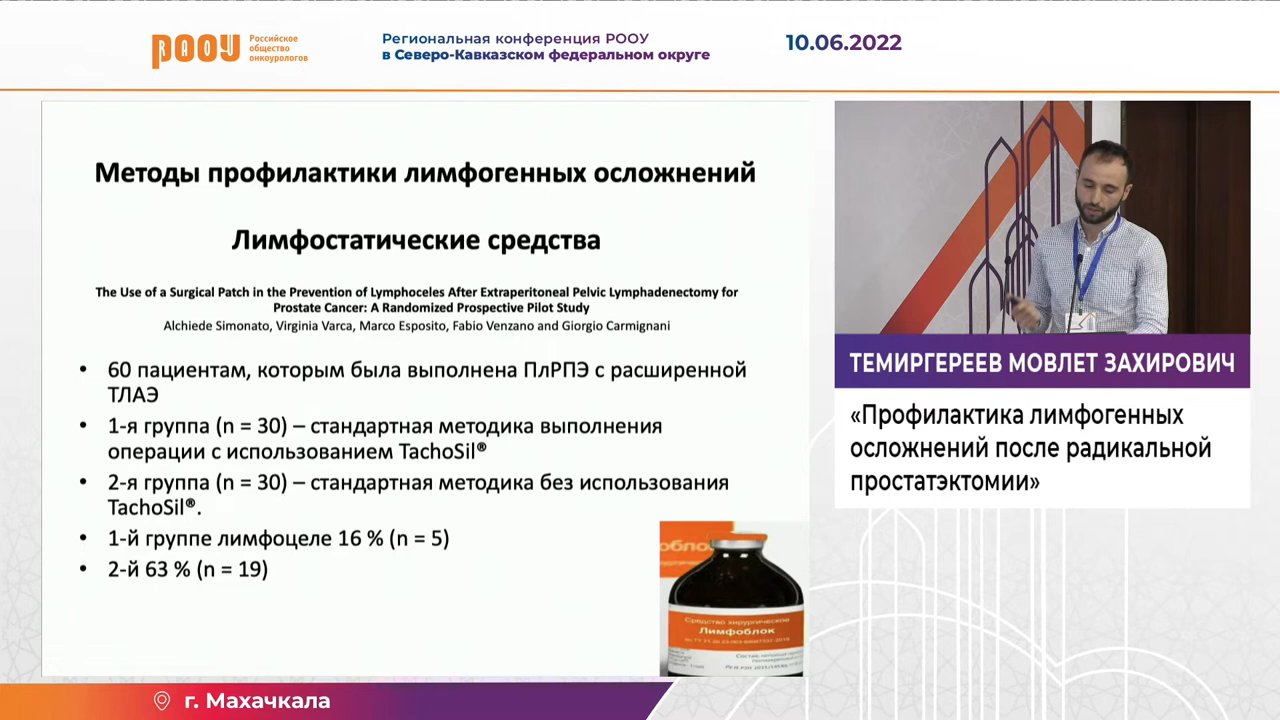 РООУ
Российское
общество
онкоурологов
Региональная конференция РООУ
в Северо-Кавказском федеральном округе
10.06.2022
Методы профилактики лимфогенных осложнений
Лимфостатические средства
The Use of a Surgical Patch in the Prevention of Lymphoceles After Extraperitoneal Pelvic Lymphadenectomy for
Prostate Cancer: A Randomized Prospective Pilot Study
Alchiede Simonato, Virginia Varca, Marco Esposito, Fabio Venzano and Giorgio Carmignani
• 60 пациентам, которым была выполнена ПлРПЭ с расширенной
ТЛАЭ
• 1-я группа (n = 30) – стандартная методика выполнения
операции с использованием TachoSil®
• 2-я группа (n = 30) – стандартная методика без использования
TachoSil®.
• 1-й группе лимфоцеле 16 % (n = 5)
• 2-й 63 % (n = 19)
Средство хирургическое
Лимфоблок
ТЕМИРГЕРЕЕВ МОВЛЕТ ЗАХИРОВИЧ
«Профилактика лимфогенных
осложнений после радикальной
простатэктомии»
г. Махачкала